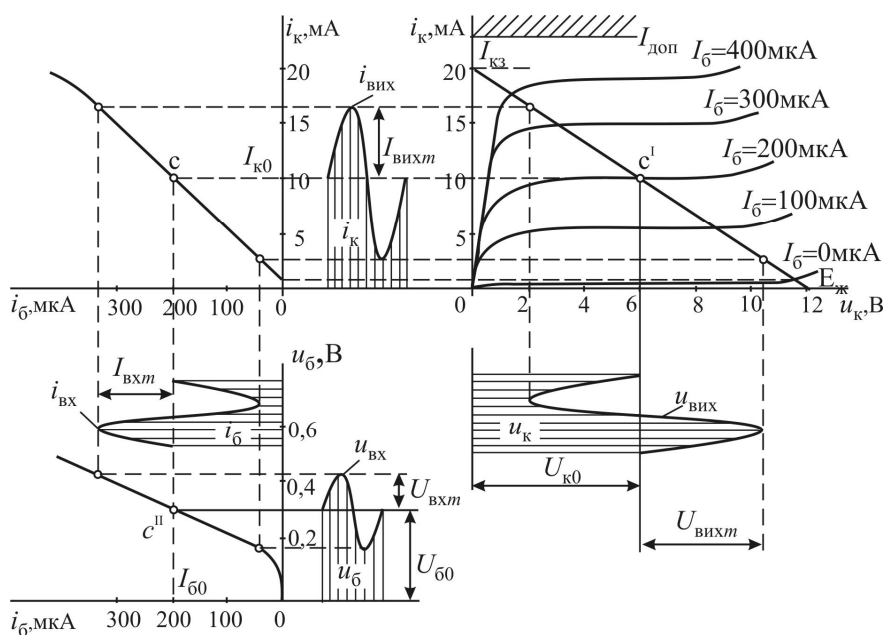 iк,мА
20
15
10
5
0
iб,мкА 300 200 100
c
Iк0
iвих
Iвихm
iк
iк,мА
Iкз
Iдоп
20
15
10
5
0
Iб=400мкА
Iб=300мкА
Iб=200мкА
Iб=100мкА
Iб=0мкА
Eж
cᴵ
2 4 6 8 10 12 uк,В
uб,В
Iвхm
iвх
iб
0,6
0,4
0,2
uвх
Uвхm
cᴵᴵ
Iб0
uб
Uб0
iб,мкА 300 200 100 0
uвих
uк
Uк0
Uвихm